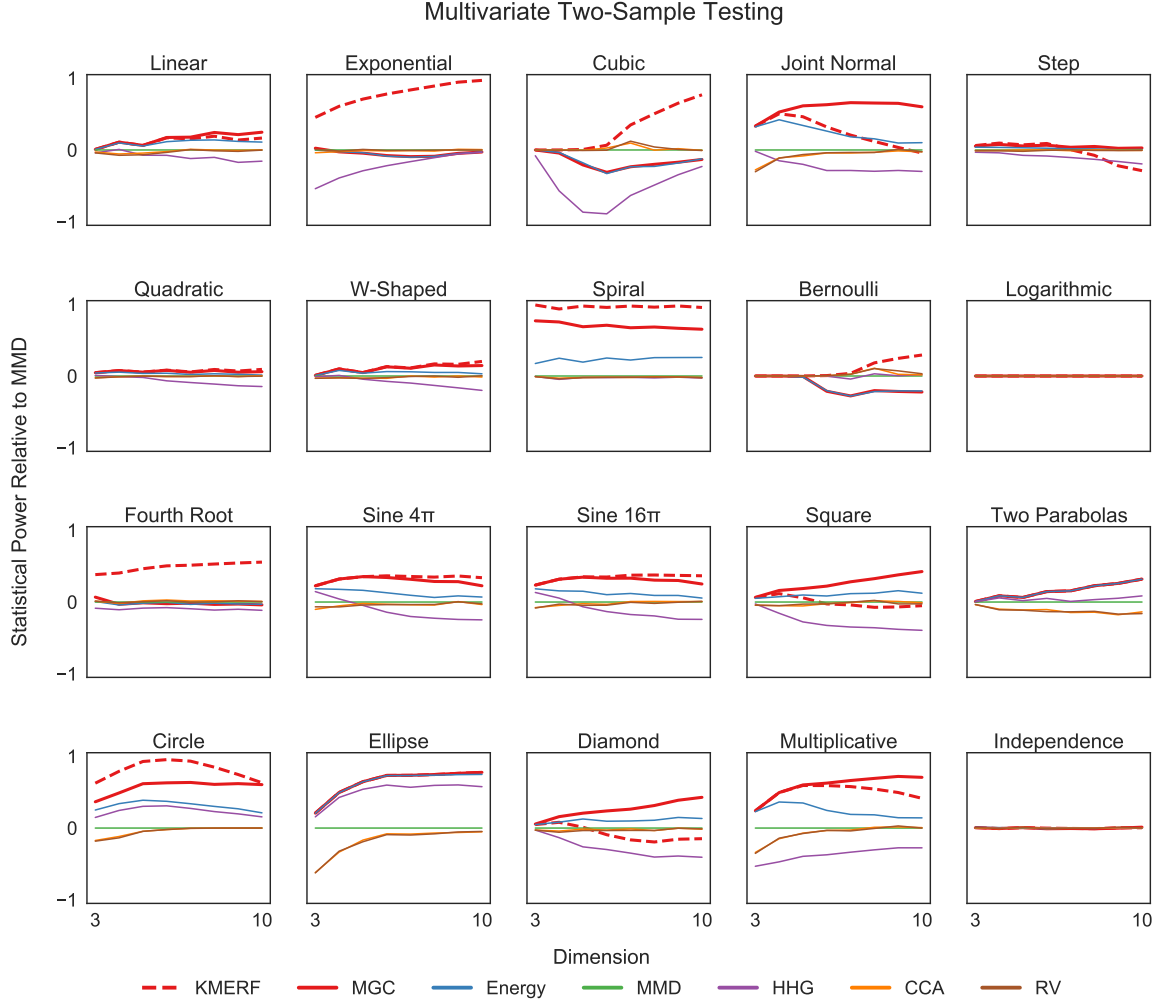 Multivariate Two-Sample Testing
Linear Exponential Cubic Joint Normal Step
1
0
−1
Quadratic W-Shaped Spiral Bernoulli Logarithmic
1
0
−1
Fourth Root Sine 4π Sine 16π Square Two Parabolas
1
0
−1
Circle Ellipse Diamond Multiplicative Independence
1
0
−1
3 10 3 10 3 10 3 10 3 10
Statistical Power Relative to MMD
Dimension
KMERF MGC Energy MMD HHG CCA RV